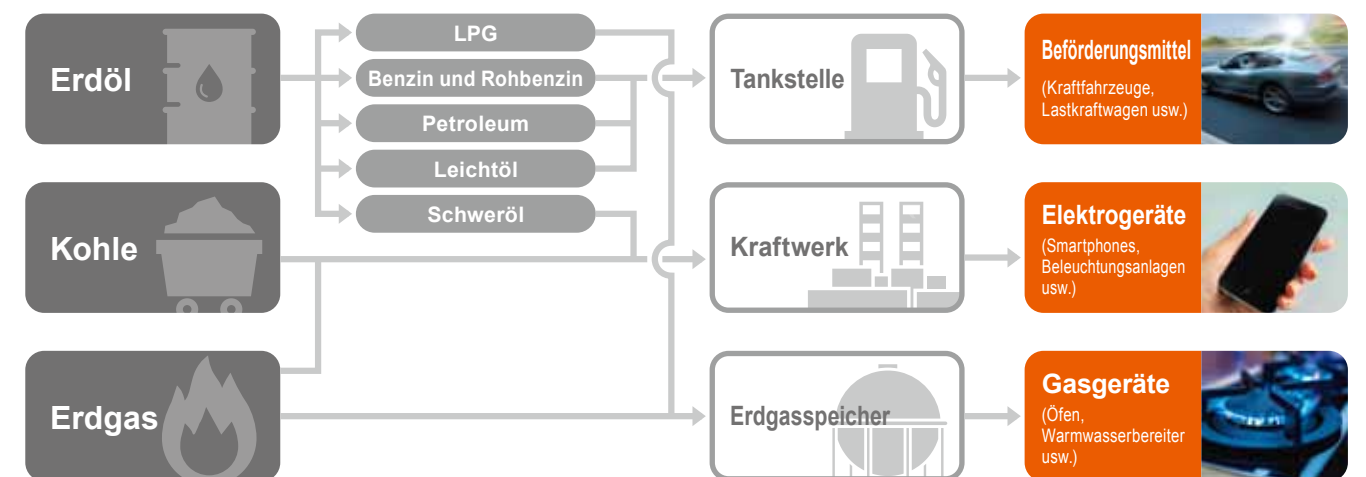 Erdöl
LPG
Benzin und Rohbenzin
Petroleum
Leichtöl
Schweröl
Tankstelle
Beförderungsmittel
(Kraftfahrzeuge,
Lastkraftwagen usw.)
Kohle
Kraftwerk
Elektrogeräte
(Smartphones,
Beleuchtungsanlagen
usw.)
Erdgas
Erdgasspeicher
Gasgeräte
(Öfen,
Warmwasserbereiter
usw.)